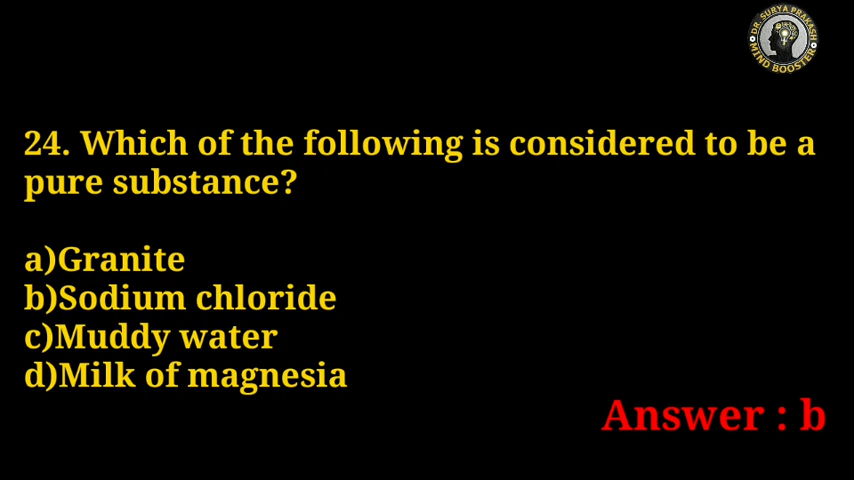 DR. SURYA PRAKASH
MIND BOOSTER
24. Which of the following is considered to be a
pure substance?
a)Granite
b)Sodium chloride
c)Muddy water
d)Milk of magnesia
Answer : b